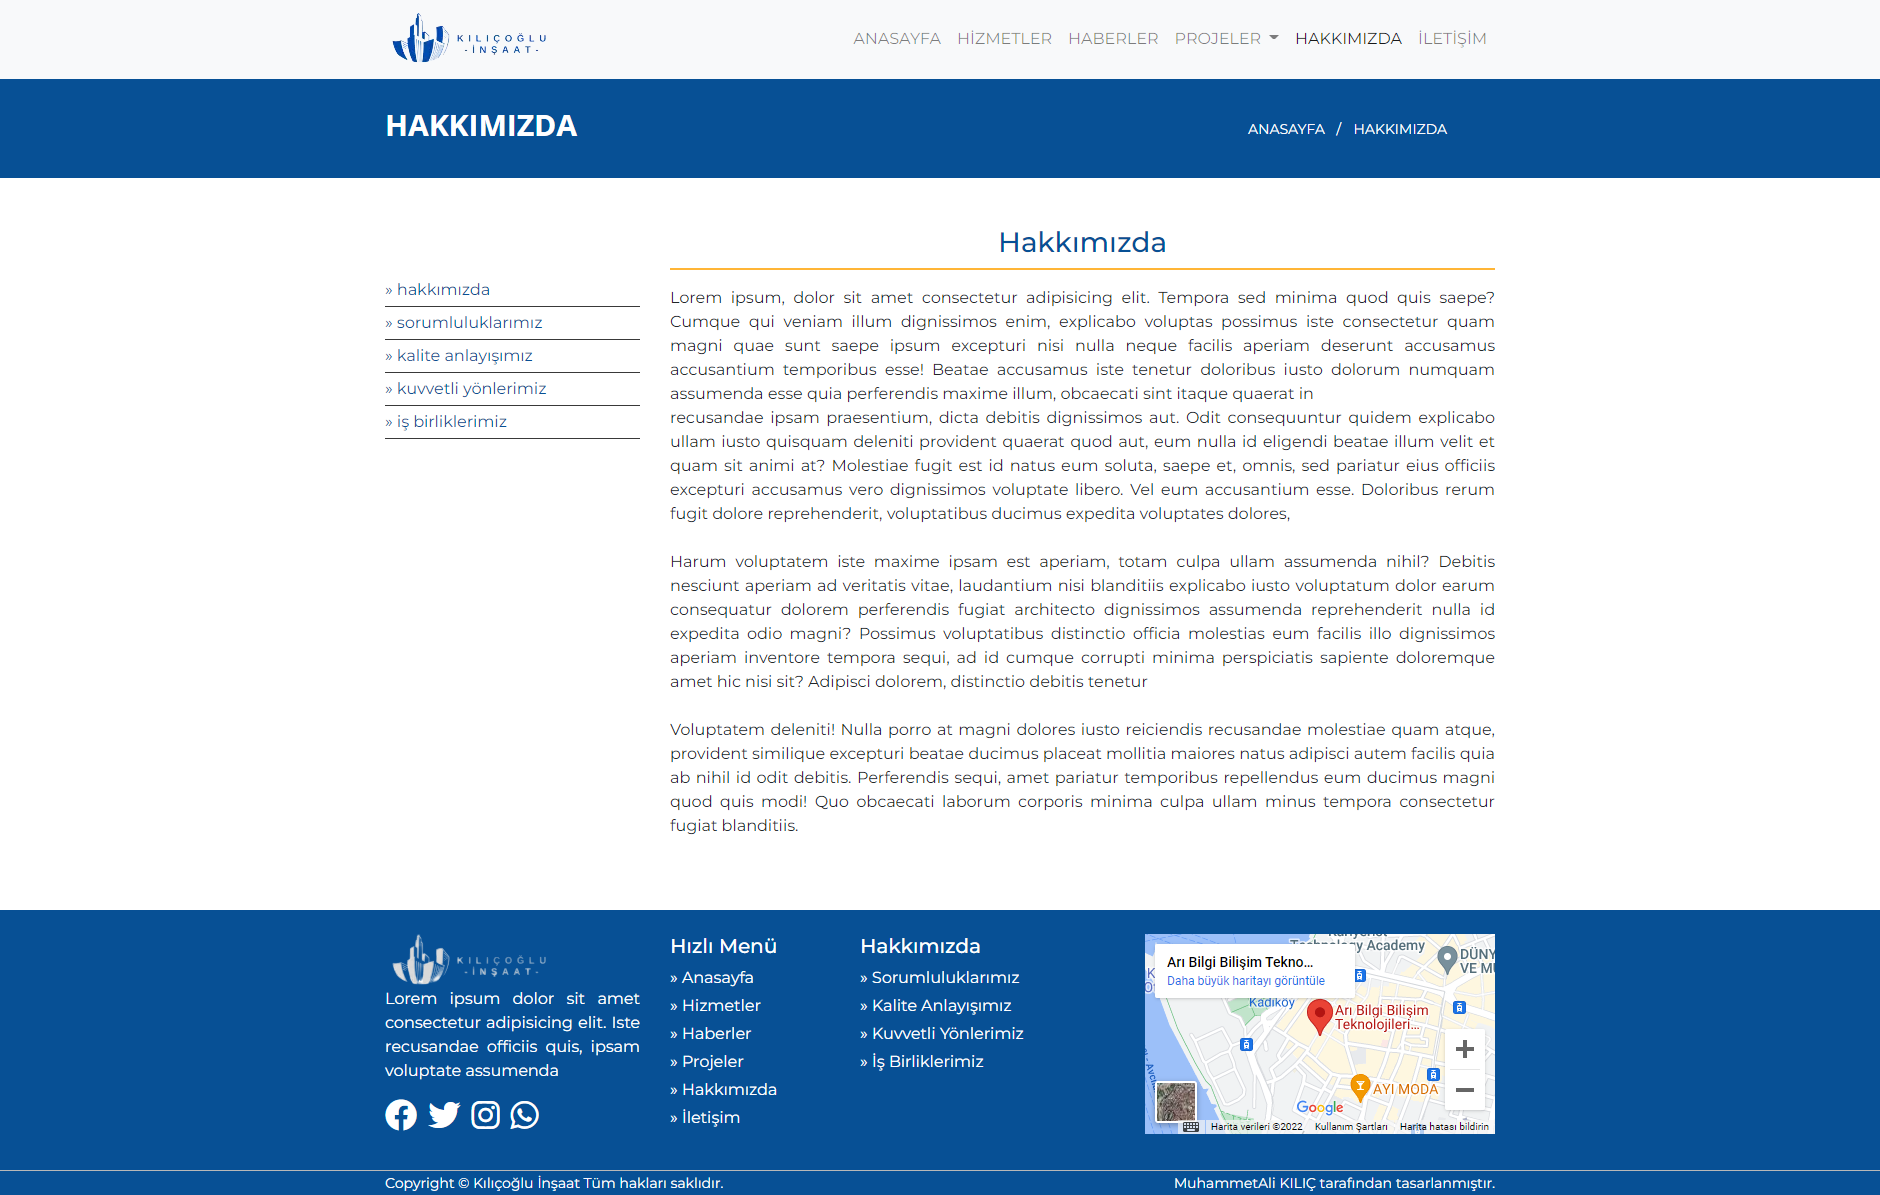 KILIÇOĞLU
-İNŞAAT-
ANASAYFA HİZMETLER HABERLER PROJELER HAKKIMIZDA İLETİŞİM
HAKKIMIZDA
ANASAYFA / HAKKIMIZDA
Hakkımızda
» hakkımızda
» sorumluluklarımız
» kalite anlayışımız
» kuvvetli yönlerimiz
» iş birliklerimiz
Lorem ipsum, dolor sit amet consectetur adipisicing elit. Tempora sed minima quod quis saepe?
Cumque qui veniam illum dignissimos enim, explicabo voluptas possimus iste consectetur quam
magni quae sunt saepe ipsum excepturi nisi nulla neque facilis aperiam deserunt accusamus
accusantium temporibus esse! Beatae accusamus iste tenetur doloribus iusto dolorum numquam
assumenda esse quia perferendis maxime illum, obcaecati sint itaque quaerat in
recusandae ipsam praesentium, dicta debitis dignissimos aut. Odit consequuntur quidem explicabo
ullam iusto quisquam deleniti provident quaerat quod aut, eum nulla id eligendi beatae illum velit et
quam sit animi at? Molestiae fugit est id natus eum soluta, saepe et, omnis, sed pariatur eius officiis
excepturi accusamus vero dignissimos voluptate libero. Vel eum accusantium esse. Doloribus rerum
fugit dolore reprehenderit, voluptatibus ducimus expedita voluptates dolores,
Harum voluptatem iste maxime ipsam est aperiam, totam culpa ullam assumenda nihil? Debitis
nesciunt aperiam ad veritatis vitae, laudantium nisi blanditiis explicabo iusto voluptatum dolor earum
consequatur dolorem perferendis fugiat architecto dignissimos assumenda reprehenderit nulla id
expedita odio magni? Possimus voluptatibus distinctio officia molestias eum facilis illo dignissimos
aperiam inventore tempora sequi, ad id cumque corrupti minima perspiciatis sapiente doloremque
amet hic nisi sit? Adipisci dolorem, distinctio debitis tenetur
Voluptatem deleniti! Nulla porro at magni dolores iusto reiciendis recusandae molestiae quam atque,
provident similique excepturi beatae ducimus placeat mollitia maiores natus adipisci autem facilis quia
ab nihil id odit debitis. Perferendis sequi, amet pariatur temporibus repellendus eum ducimus magni
quod quis modi! Quo obcaecati laborum corporis minima culpa ullam minus tempora consectetur
fugiat blanditiis.
KILIÇOĞLU
-İNŞAAT-
Lorem ipsum dolor sit amet
consectetur adipisicing elit. Iste
recusandae officiis quis, ipsam
voluptate assumenda
Hızlı Menü
» Anasayfa
» Hizmetler
» Haberler
» Projeler
» Hakkımızda
» İletişim
Hakkımızda
» Sorumluluklarımız
» Kalite Anlayışımız
» Kuvvetli Yönlerimiz
» İş Birliklerimiz
Technology Academy
Arı Bilgi Bilişim Tekno...
Daha büyük haritayı görüntüle
DÜNY
VE MU
Kadıköy
Arı Bilgi Bilişim
Teknolojileri...
AYI MODA
Google
Harita verileri ©2022 Kullanım Şartları Harita hatası bildirin
Copyright © Kılıçoğlu İnşaat Tüm hakları saklıdır.
MuhammetAli KILIÇ tarafından tasarlanmıştır.